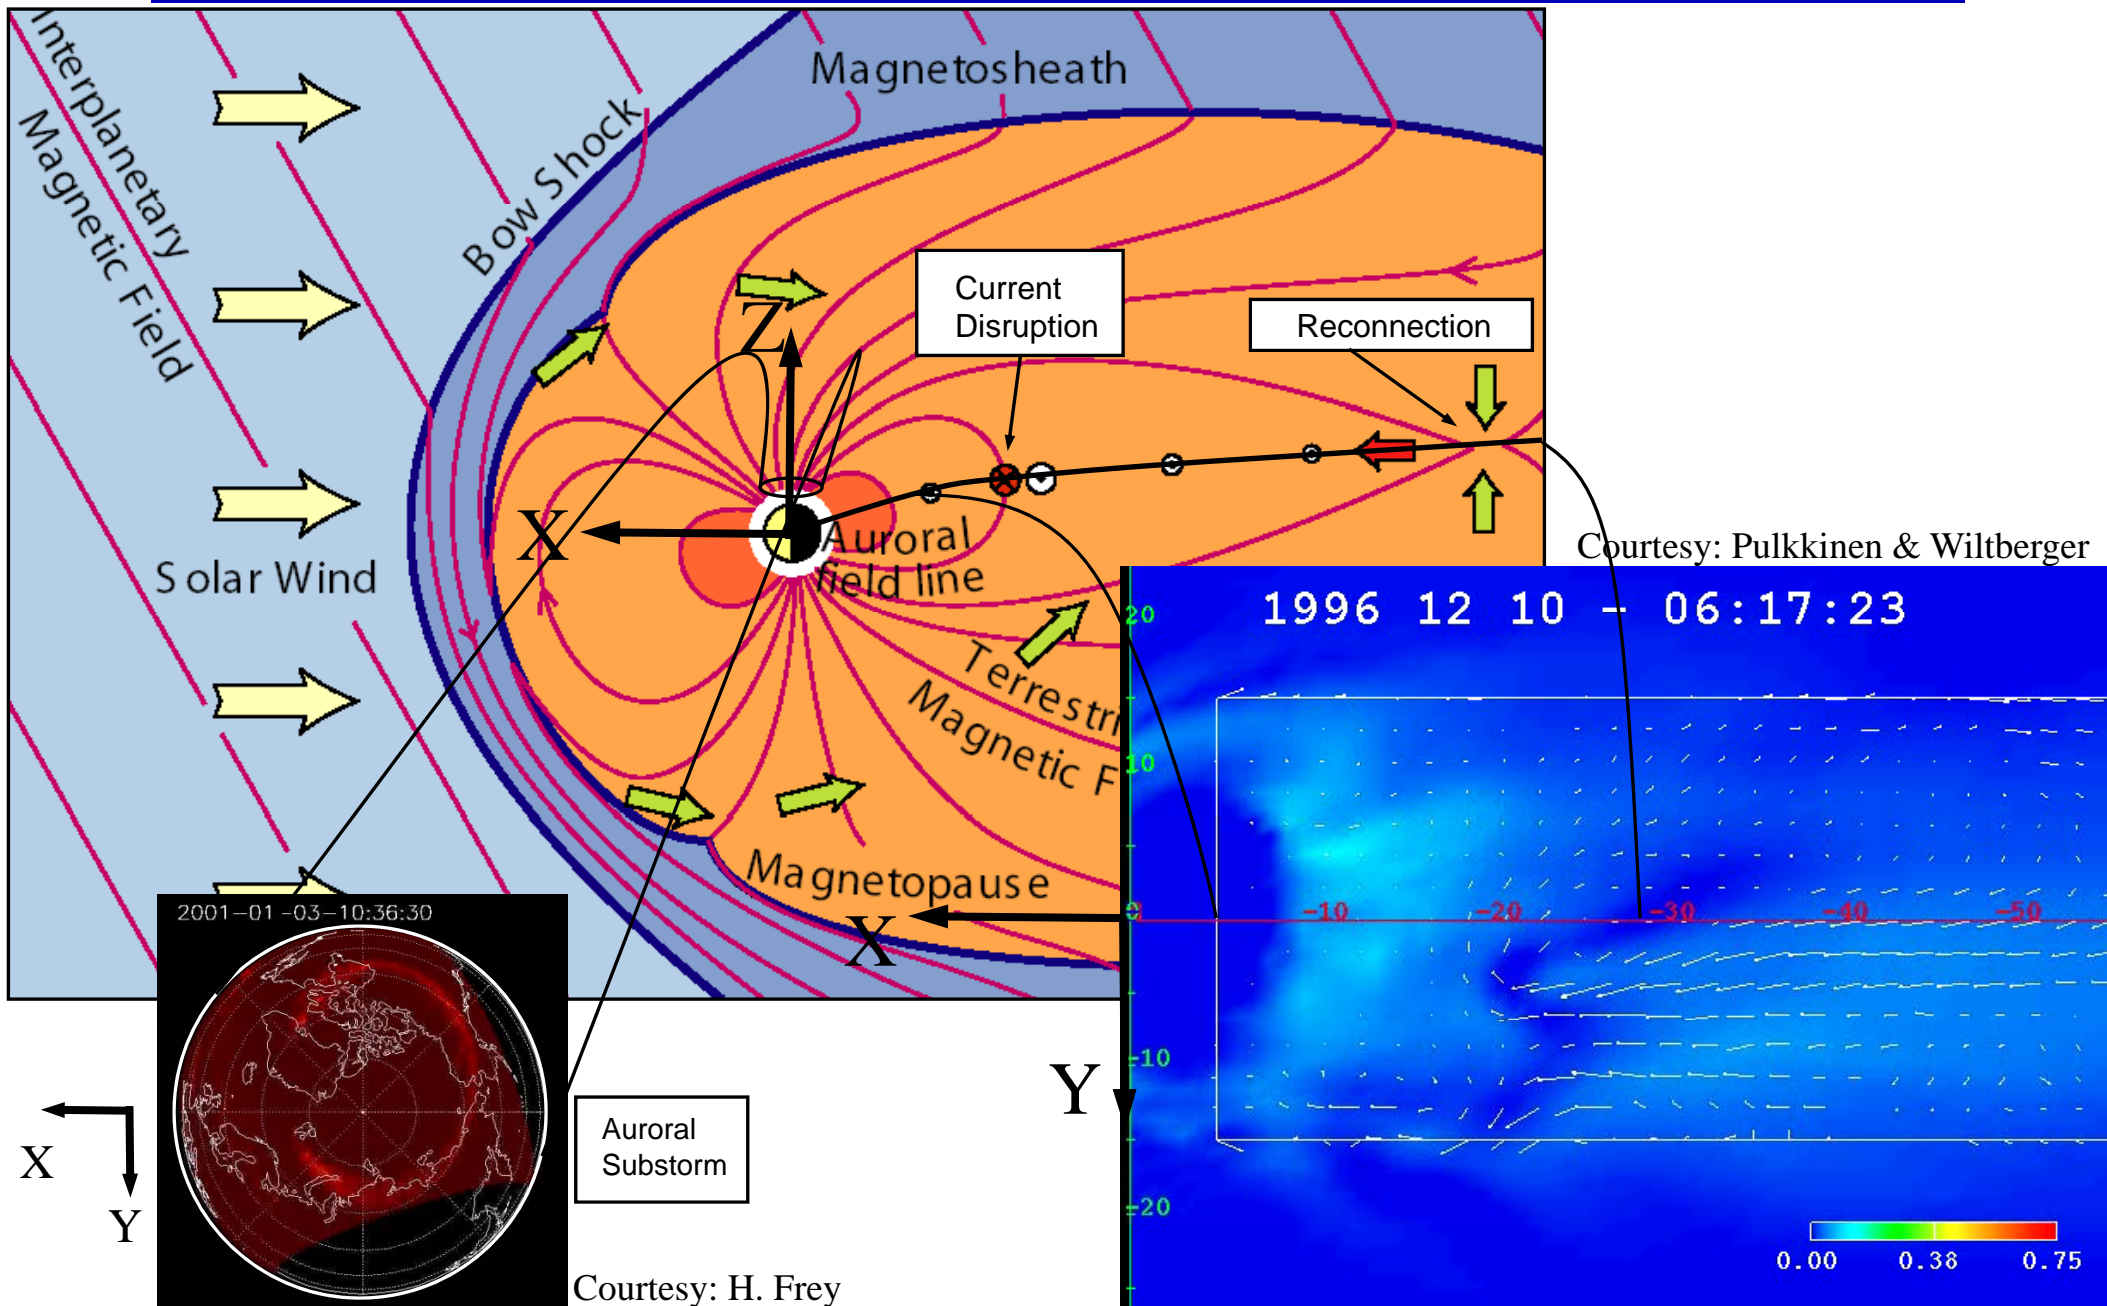 Interplanetary
Magnetic Field
Bow Shock
Magnetosheath
Current
Disruption
Reconnection
Z
X
Auroral
field line
Solar Wind
Terrestri
Magnetic F
Magnetopause
X
Courtesy: Pulkkinen & Wiltberger
1996 12 10 - 06:17:23
20
10
0
-10
-20
-30
-40
-50
-10
-20
Y
0.00 0.38 0.75
2001-01-03-10:36:30
X
Y
Auroral
Substorm
Courtesy: H. Frey